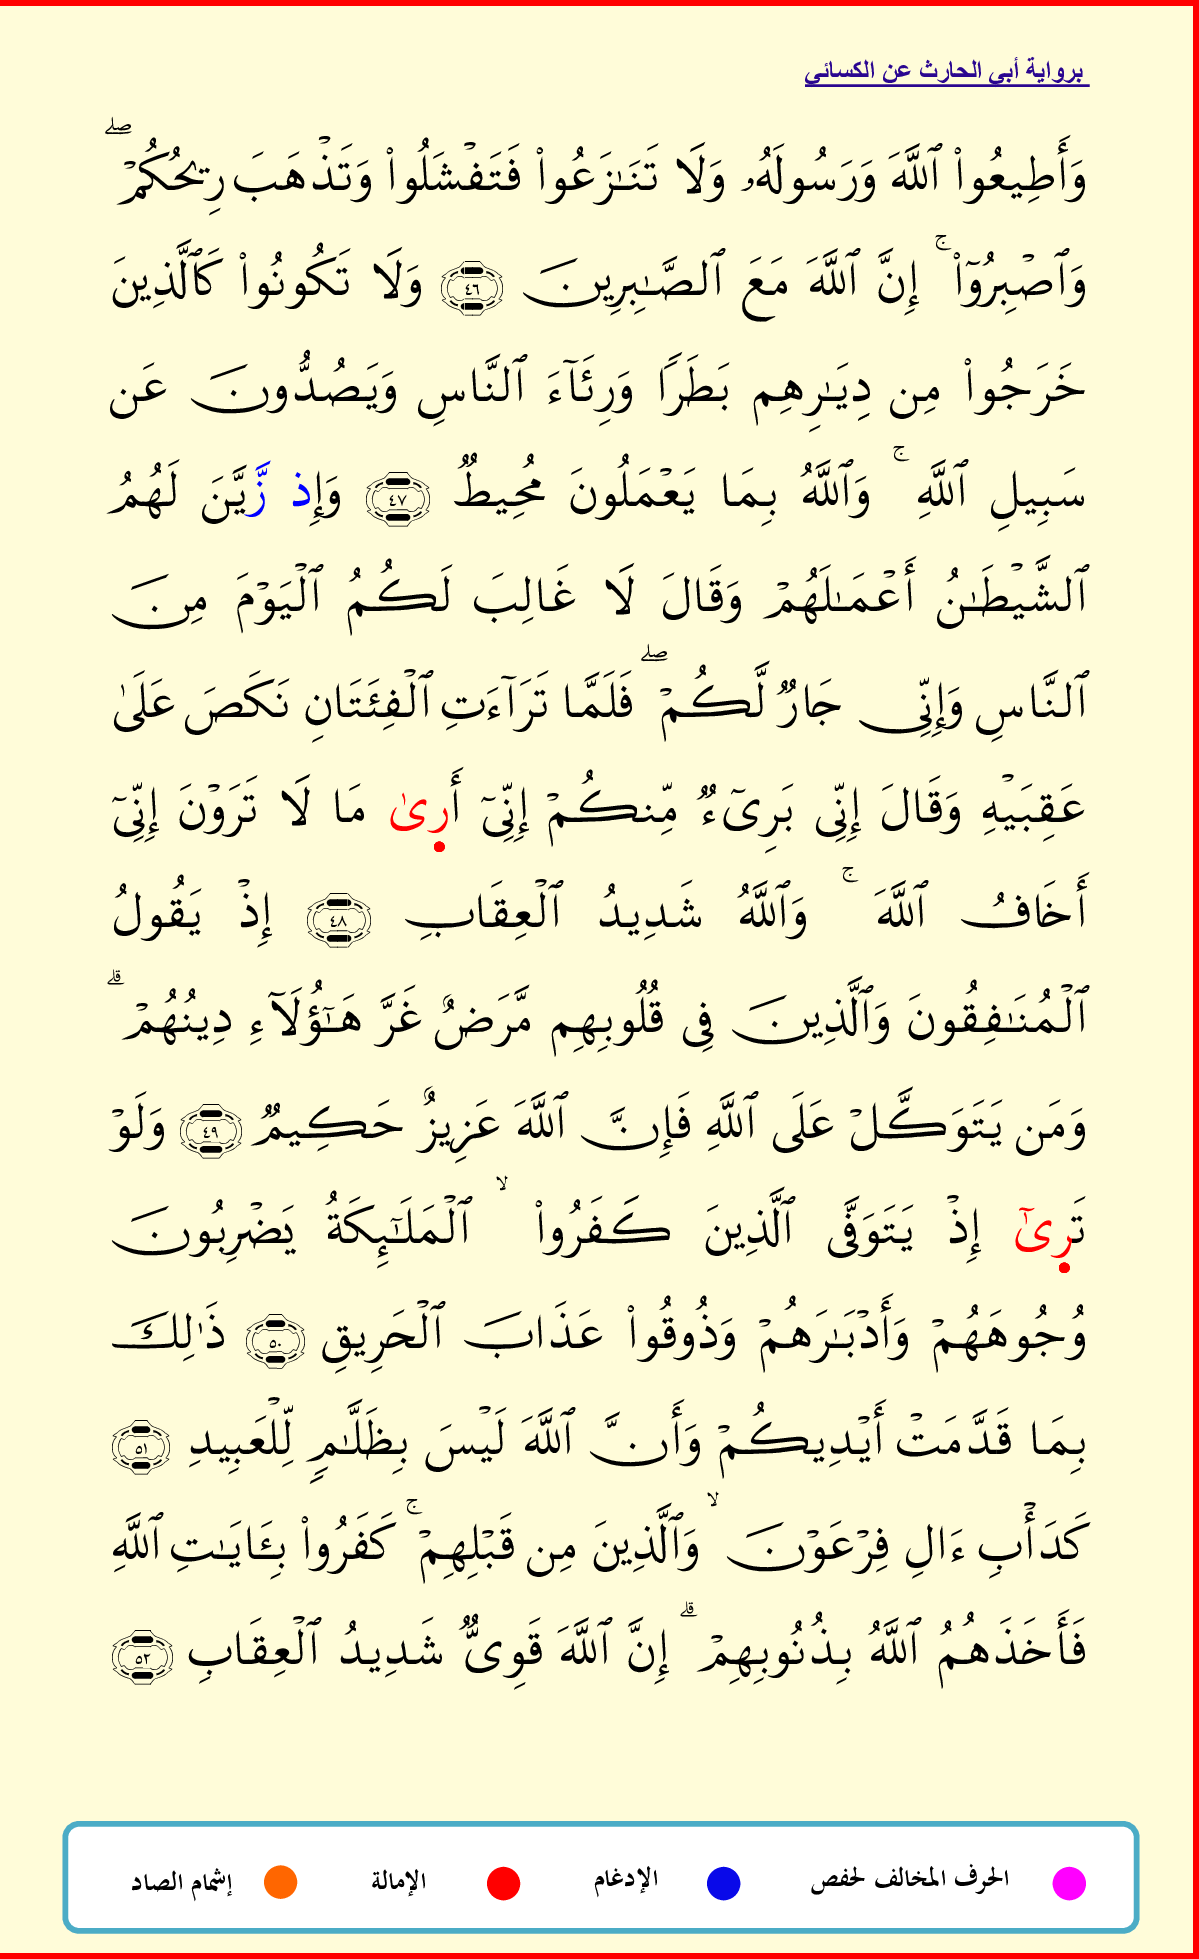 برواية أبي الحارث عن الكسائي
وَأَطِيعُوا۟ ٱللَّهَ وَرَسُولَهُۥ وَلَا تَنَـٰزَعُوا۟ فَتَفْشَلُوا۟ وَتَذْهَبَ رِيحُكُمْ ۖ
وَٱصْبِرُوٓا۟ ۚ إِنَّ ٱللَّهَ مَعَ ٱلصَّـٰبِرِينَ ٤٦ وَلَا تَكُونُوا۟ كَٱلَّذِينَ
خَرَجُوا۟ مِن دِيَـٰرِهِم بَطَرًا وَرِئَآءَ ٱلنَّاسِ وَيَصُدُّونَ عَن
سَبِيلِ ٱللَّهِ ۚ وَٱللَّهُ بِمَا يَعْمَلُونَ مُحِيطٌ ٤٧ وَإِذ زَّيَّنَ لَهُمُ
ٱلشَّيْطَـٰنُ أَعْمَـٰلَهُمْ وَقَالَ لَا غَالِبَ لَكُمُ ٱلْيَوْمَ مِنَ
ٱلنَّاسِ وَإِنِّى جَارٌ لَّكُمْ ۖ فَلَمَّا تَرَآءَتِ ٱلْفِئَتَانِ نَكَصَ عَلَىٰ
عَقِبَيْهِ وَقَالَ إِنِّى بَرِىٓءٌ مِّنكُمْ إِنِّىٓ أَرىٰ مَا لَا تَرَوْنَ إِنِّىٓ
أَخَافُ ٱللَّهَ ۚ وَٱللَّهُ شَدِيدُ ٱلْعِقَابِ ٤٨ إِذْ يَقُولُ
ٱلْمُنَـٰفِقُونَ وَٱلَّذِينَ فِى قُلُوبِهِم مَّرَضٌ غَرَّ هَـٰٓؤُلَآءِ دِينُهُمْ ۗ
وَمَن يَتَوَكَّلْ عَلَى ٱللَّهِ فَإِنَّ ٱللَّهَ عَزِيزٌ حَكِيمٌ ٤٩ وَلَوْ
تَرىٰٓ إِذْ يَتَوَفَّى ٱلَّذِينَ كَفَرُوا۟ ۙ ٱلْمَلَـٰٓئِكَةُ يَضْرِبُونَ
وُجُوهَهُمْ وَأَدْبَـٰرَهُمْ وَذُوقُوا۟ عَذَابَ ٱلْحَرِيقِ ٥٠ ذَٰلِكَ
بِمَا قَدَّمَتْ أَيْدِيكُمْ وَأَنَّ ٱللَّهَ لَيْسَ بِظَلَّـٰمٍ لِّلْعَبِيدِ ٥١
كَدَأْبِ ءَالِ فِرْعَوْنَ ۙ وَٱلَّذِينَ مِن قَبْلِهِمْ ۚ كَفَرُوا۟ بِـَٔايَـٰتِ ٱللَّهِ
فَأَخَذَهُمُ ٱللَّهُ بِذُنُوبِهِمْ ۗ إِنَّ ٱللَّهَ قَوِىٌّ شَدِيدُ ٱلْعِقَابِ ٥٢
الحرف المخالف لحفص الإدغام الإمالة إشمام الصاد